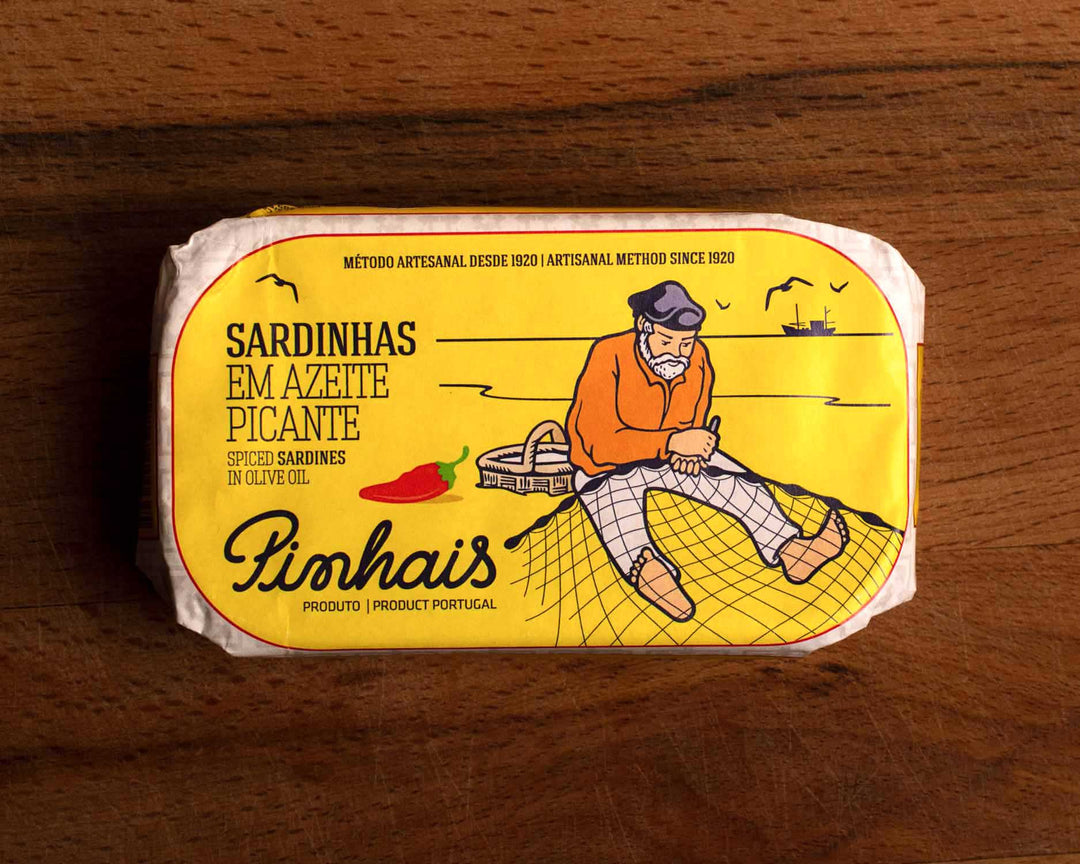 MÉTODO ARTESANAL DESDE 1920 | ARTISANAL METHOD SINCE 1920
SARDINHAS
EM AZEITE
PICANTE
SPICED SARDINES
IN OLIVE OIL
Pinhais
PRODUTO | PRODUCT PORTUGAL